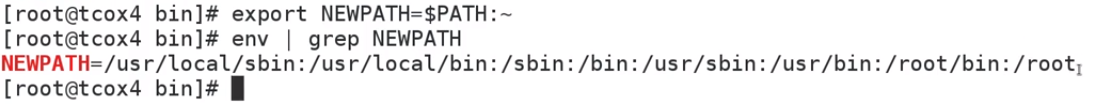 [root@tcox4 bin]# export NEWPATH=$PATH:~
[root@tcox4 bin]# env | grep NEWPATH
NEWPATH=/usr/local/sbin:/usr/local/bin:/sbin:/bin:/usr/sbin:/usr/bin:/root/bin:/root
[root@tcox4 bin]#